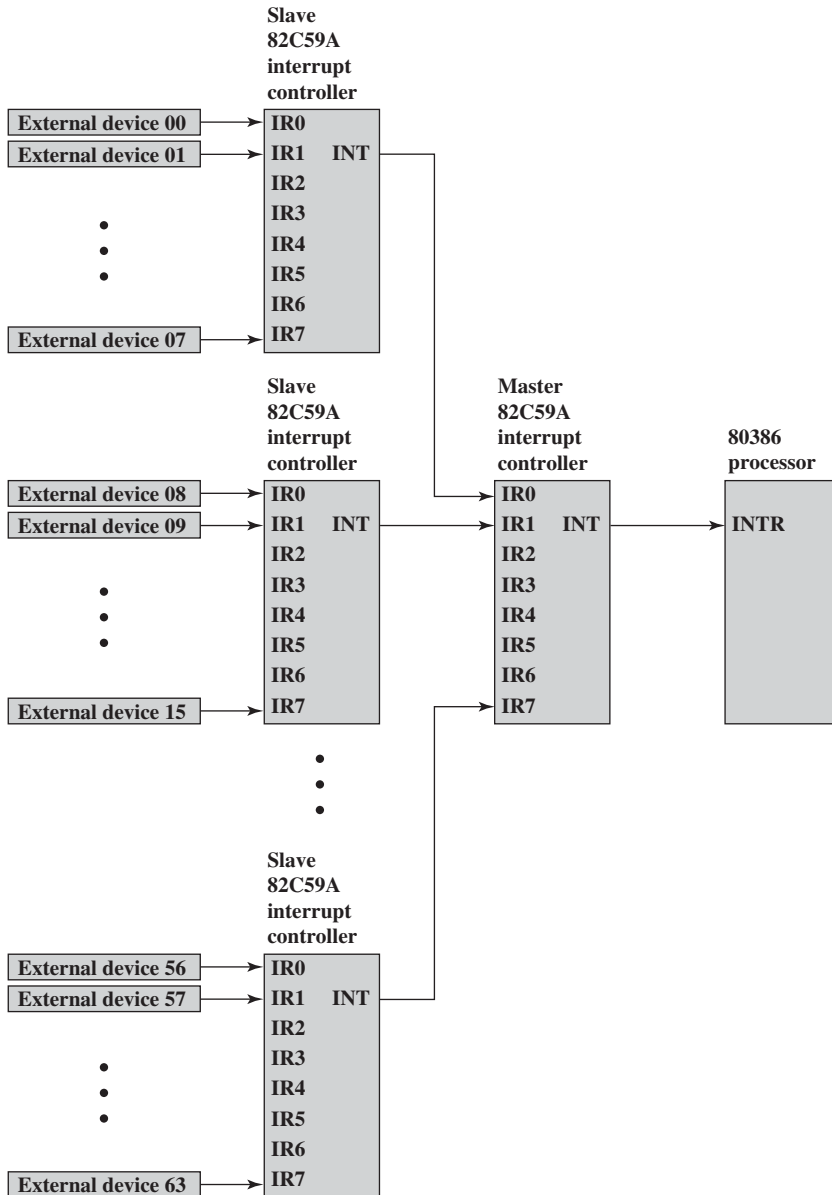 Slave
82C59A
interrupt
controller
External device 00
IR0
External device 01
IR1 INT
IR2
IR3
IR4
IR5
IR6
External device 07
IR7
Slave
82C59A
interrupt
controller
Master
82C59A
interrupt
controller
80386
processor
External device 08
IR0
IR0
External device 09
IR1 INT
IR1 INT
INTR
IR2
IR2
IR3
IR3
IR4
IR4
IR5
IR5
IR6
IR6
External device 15
IR7
IR7
Slave
82C59A
interrupt
controller
External device 56
IR0
External device 57
IR1 INT
IR2
IR3
IR4
IR5
IR6
External device 63
IR7